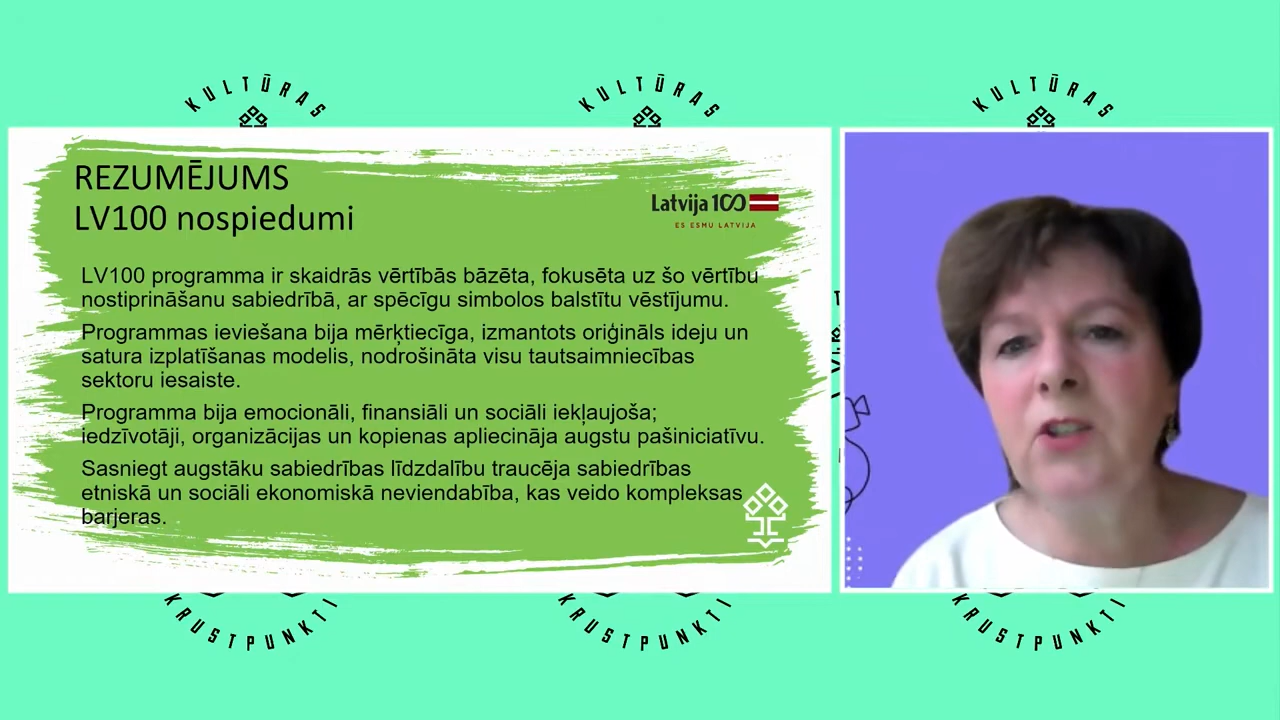 KULTŪRAS
KULTŪRAS
KULTŪRAS
REZUMĒJUMS
LV100 nospiedumi
Latvija 100
ES ESMU LATVIJA
LV100 programma ir skaidrās vērtībās bāzēta, fokusēta uz šo vērtību
nostiprināšanu sabiedrībā, ar spēcīgu simbolos balstītu vēstījumu.
Programmas ieviešana bija mērķtiecīga, izmantots oriģināls ideju un
satura izplatīšanas modelis, nodrošināta visu tautsaimniecības
sektoru iesaiste.
Programma bija emocionāli, finansiāli un sociāli iekļaujoša;
iedzīvotāji, organizācijas un kopienas apliecināja augstu pašiniciatīvu.
Sasniegt augstāku sabiedrības līdzdalību traucēja sabiedrības
etniskā un sociāli ekonomiskā neviendabība, kas veido kompleksas
barjeras.
KRUSTPUNKTI
KRUSTPUNKTI
KRUSTPUNKTI